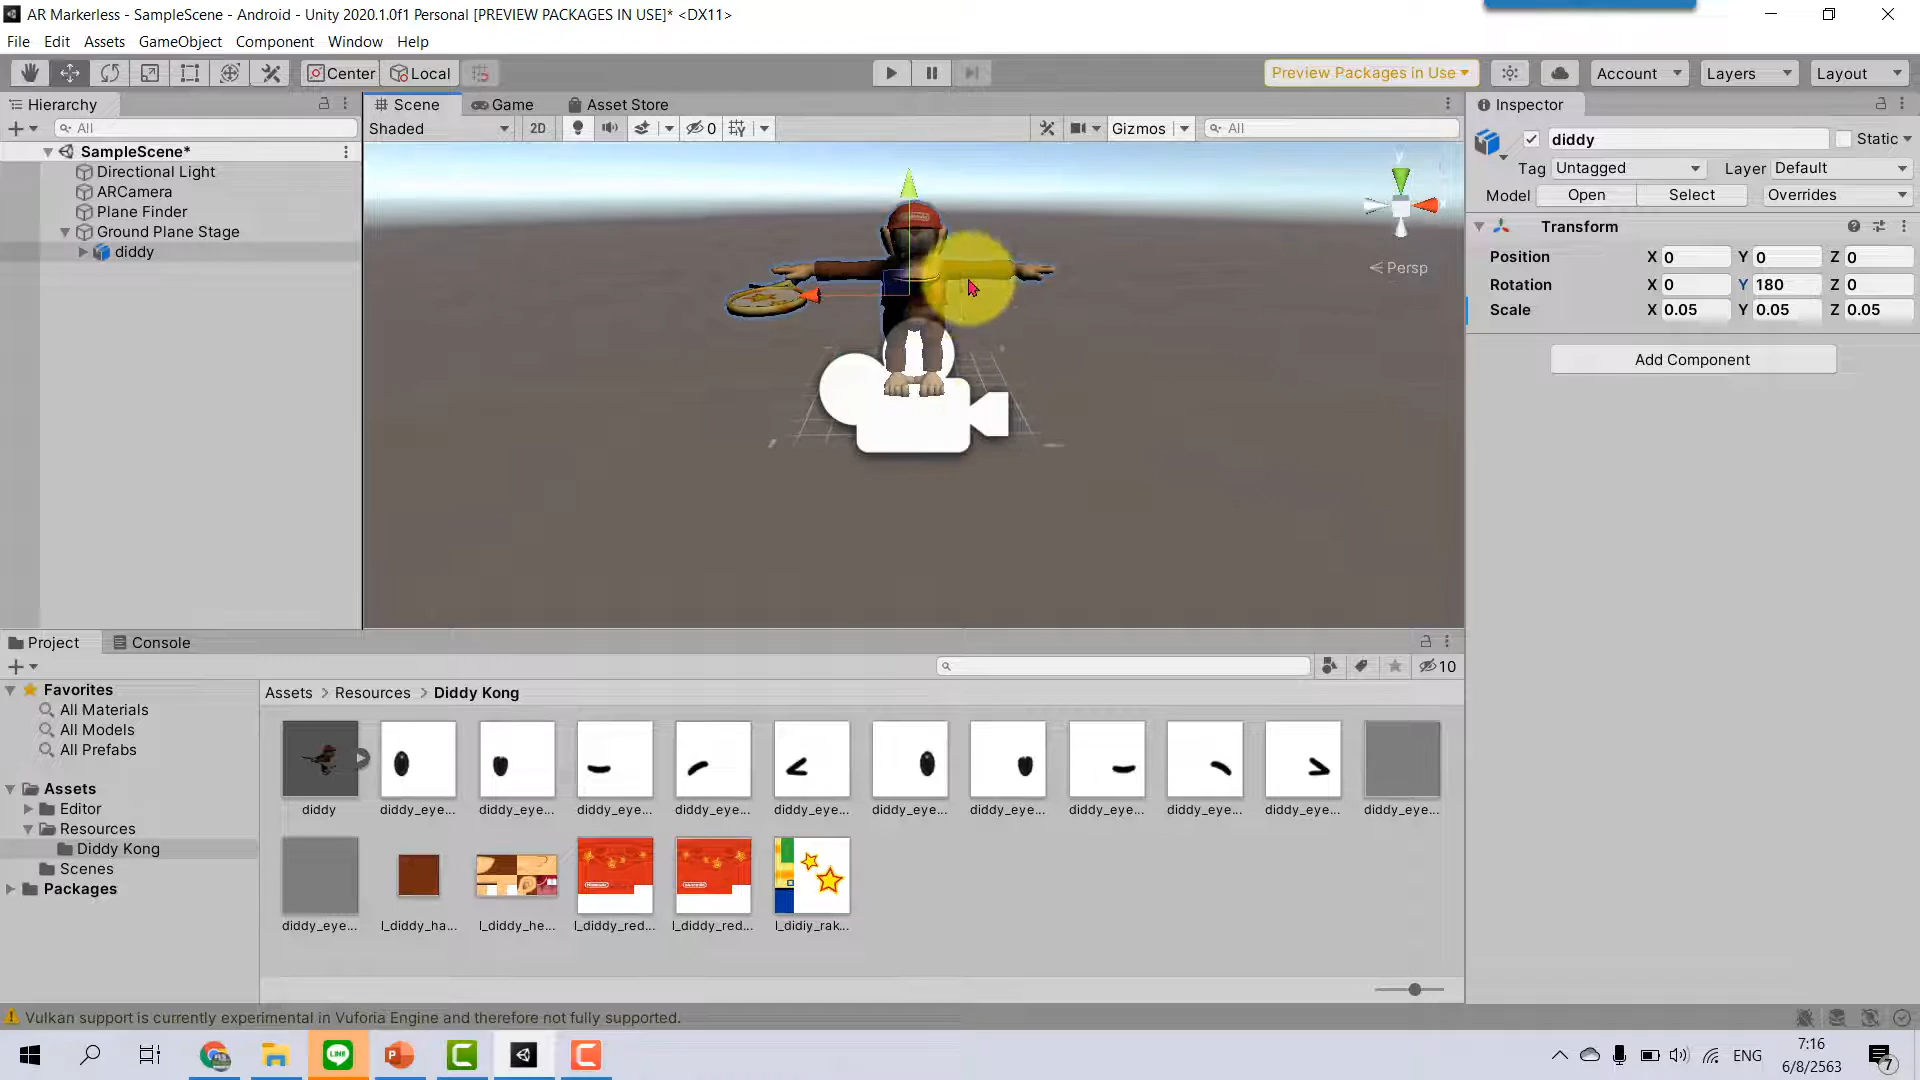 AR Markerless - SampleScene - Android - Unity 2020.1.0f1 Personal [PREVIEW PACKAGES IN USE]* <DX11>
File Edit Assets GameObject Component Window Help
Center Local Preview Packages in Use Account Layers Layout
Hierarchy Scene Game Asset Store Inspector
All Shaded 2D 0 Gizmos All
diddy Static
Tag Untagged Layer Default
Model Open Select Overrides
Transform
Position X 0 Y 0 Z 0
Rotation X 0 Y 180 Z 0
Scale X 0.05 Y 0.05 Z 0.05
Add Component
SampleScene*
Directional Light
ARCamera
Plane Finder
Ground Plane Stage
diddy
y
Persp
Project Console
10
Favorites
All Materials
All Models
All Prefabs
Assets
Editor
Resources
Diddy Kong
Scenes
Packages
Assets > Resources > Diddy Kong
diddy diddy_eye... diddy_eye... diddy_eye... diddy_eye... diddy_eye... diddy_eye... diddy_eye... diddy_eye... diddy_eye... diddy_eye... diddy_eye...
diddy_eye... l_diddy_ha... l_diddy_he... l_diddy_red... l_diddy_red... l_didiy_rak...
Vulkan support is currently experimental in Vuforia Engine and therefore not fully supported.
LINE
ENG
7:16
6/8/2563
7